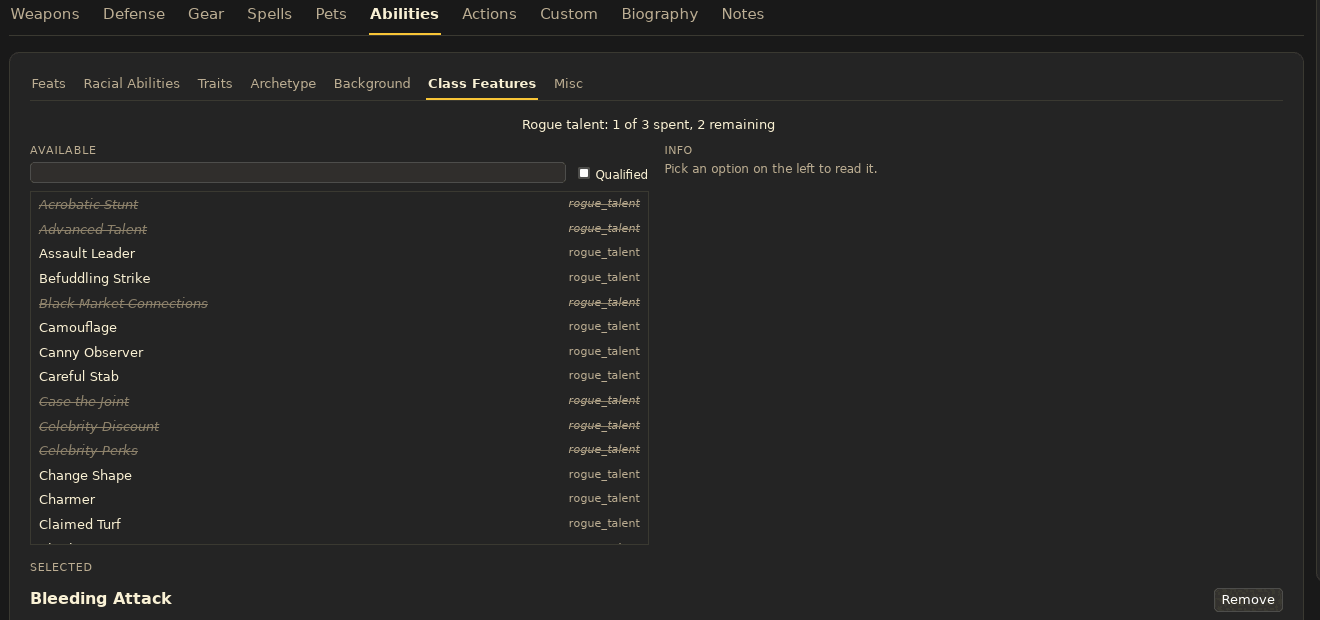 Weapons Defense Gear Spells Pets Abilities Actions Custom Biography Notes
Feats Racial Abilities Traits Archetype Background Class Features Misc
Rogue talent: 1 of 3 spent, 2 remaining
AVAILABLE
Qualified
Acrobatic Stunt rogue_talent
Advanced Talent rogue_talent
Assault Leader rogue_talent
Befuddling Strike rogue_talent
Black Market Connections rogue_talent
Camouflage rogue_talent
Canny Observer rogue_talent
Careful Stab rogue_talent
Case the Joint rogue_talent
Celebrity Discount rogue_talent
Celebrity Perks rogue_talent
Change Shape rogue_talent
Charmer rogue_talent
Claimed Turf rogue_talent
INFO
Pick an option on the left to read it.
SELECTED
Bleeding Attack Remove